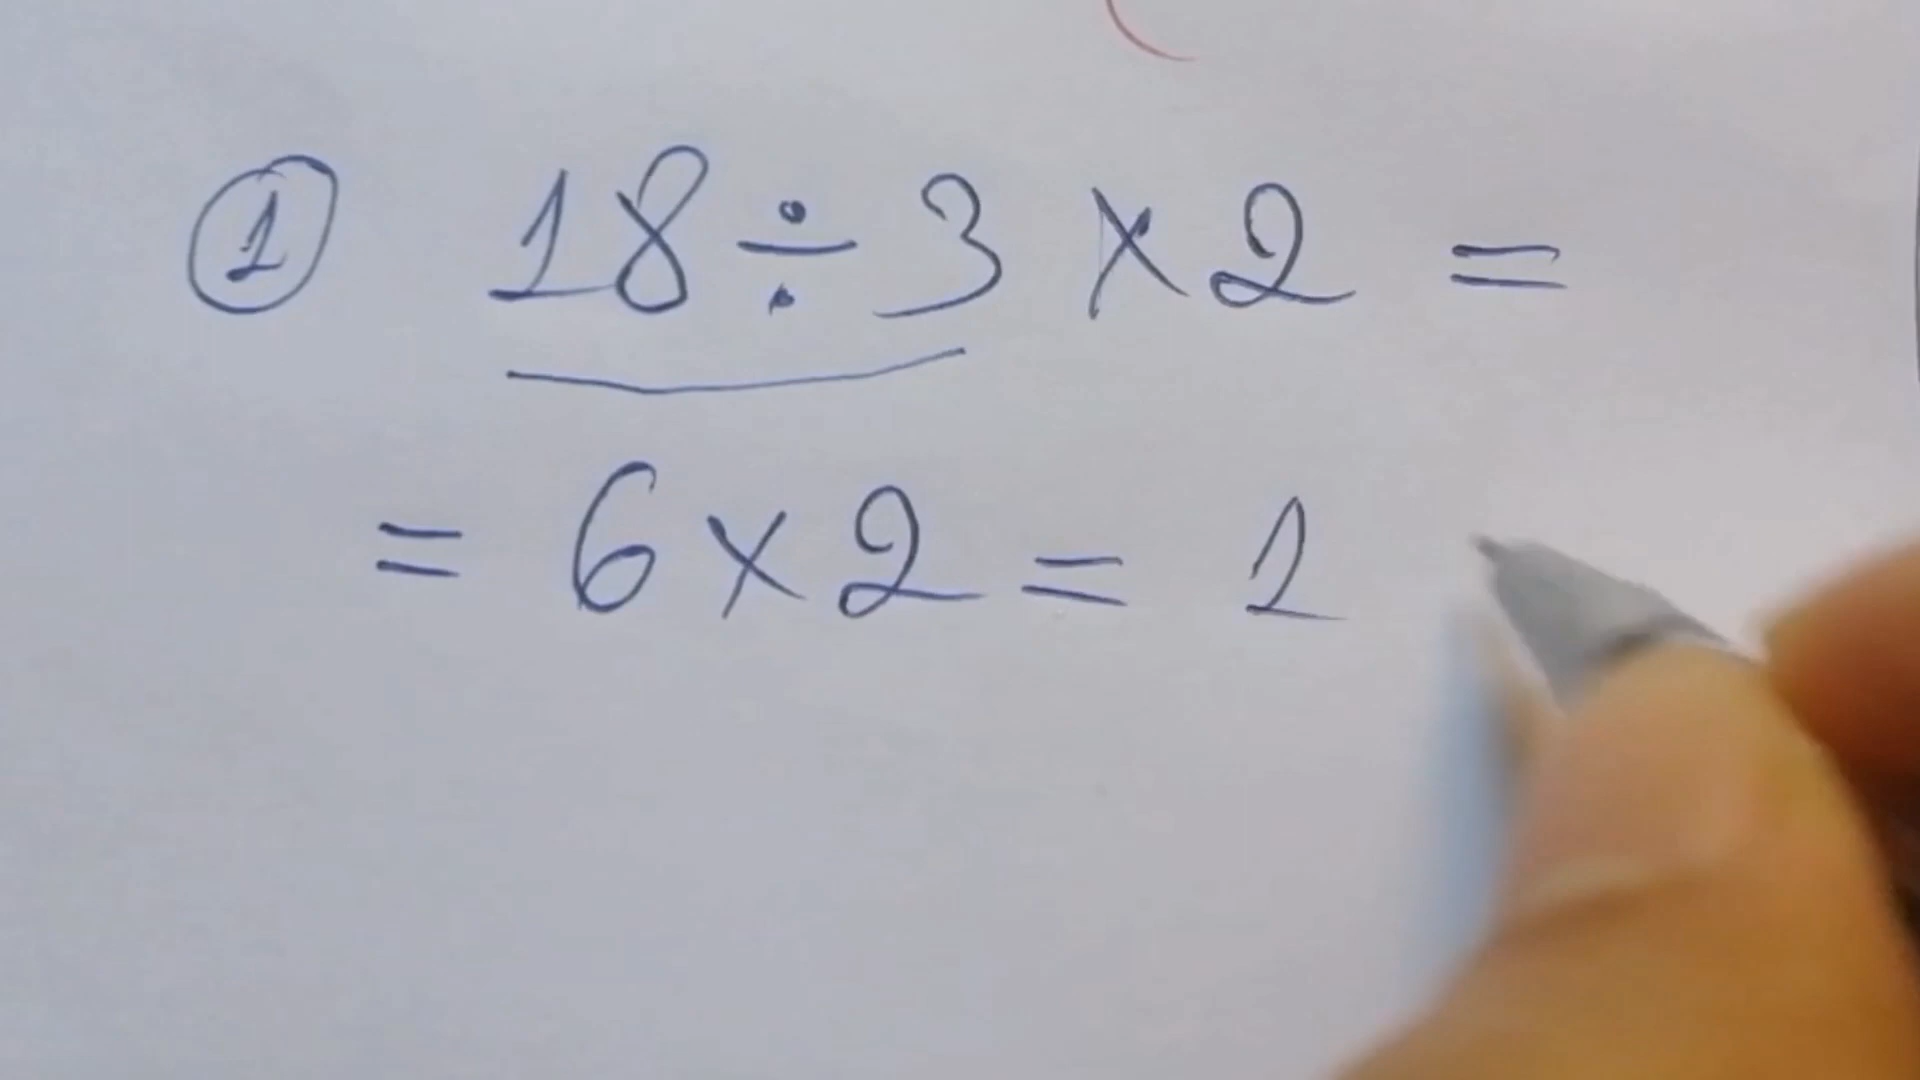 ① 18 ÷ 3 × 2 =
= 6 × 2 = 1